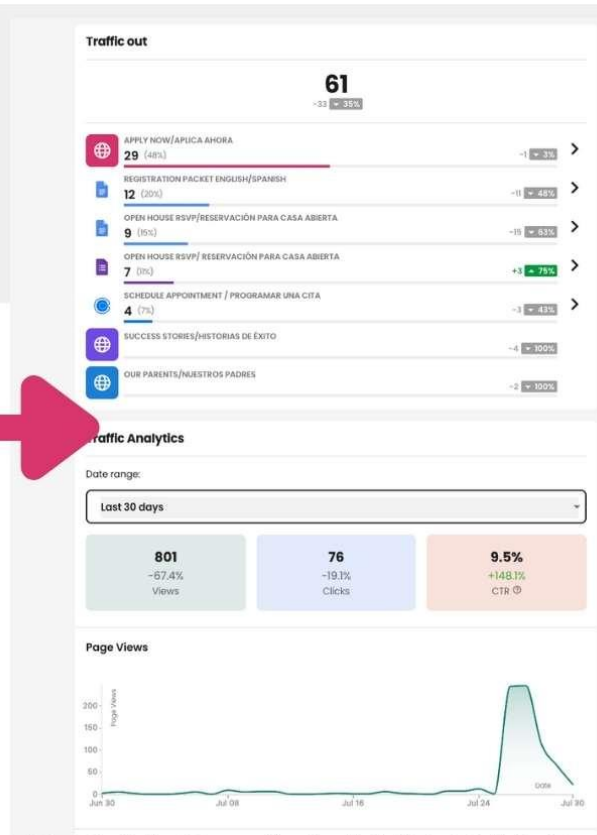 Traffic out
61
-33 35%
APPLY NOW/APLICA AHORA
29 (48%)
-1 3%
REGISTRATION PACKET ENGLISH/SPANISH
12 (20%)
-11 48%
OPEN HOUSE RSVP/RESERVACIÓN PARA CASA ABIERTA
9 (15%)
-15 63%
OPEN HOUSE RSVP/ RESERVACIÓN PARA CASA ABIERTA
7 (11%)
+3 75%
SCHEDULE APPOINTMENT / PROGRAMAR UNA CITA
4 (7%)
-3 43%
SUCCESS STORIES/HISTORIAS DE ÉXITO
-4 100%
OUR PARENTS/NUESTROS PADRES
-2 100%
Traffic Analytics
Date range:
Last 30 days
801 76 9.5%
-67.4% -19.1% +148.1%
Views Clicks CTR
Page Views
Page Views
200
150
100
50
0
Date
Jun 30 Jul 08 Jul 16 Jul 24 Jul 30